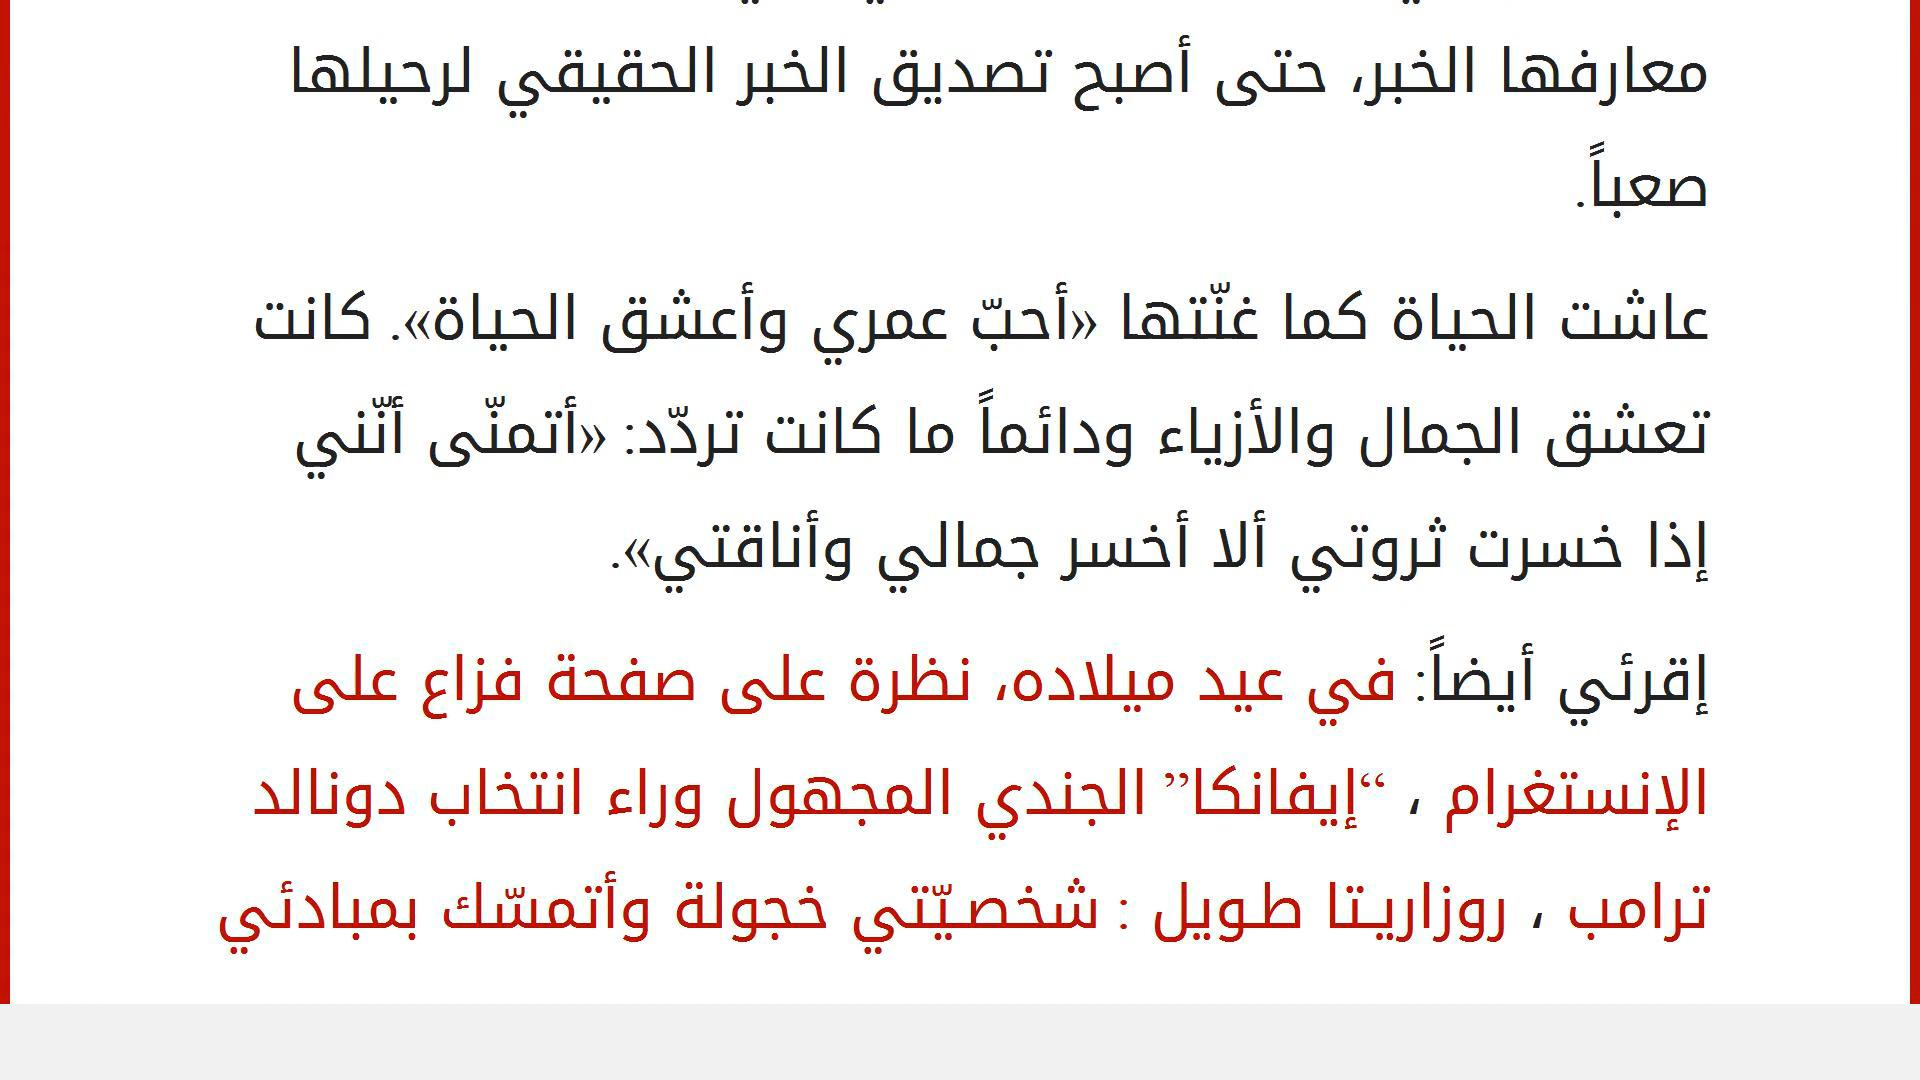 معارفها الخبر، حتى أصبح تصديق الخبر الحقيقي لرحيلها
صعباً.
عاشت الحياة كما غنّتها «أحبّ عمري وأعشق الحياة». كانت
تعشق الجمال والأزياء ودائماً ما كانت تردّد: «أتمنّى أنّني
إذا خسرت ثروتي ألا أخسر جمالي وأناقتي».
إقرئي أيضاً: في عيد ميلاده، نظرة على صفحة فزاع على
الإنستغرام ، “إيفانكا” الجندي المجهول وراء انتخاب دونالد
ترامب ، روزاريـتا طـويل : شخصـيّتي خجولة وأتمسّك بمبادئي